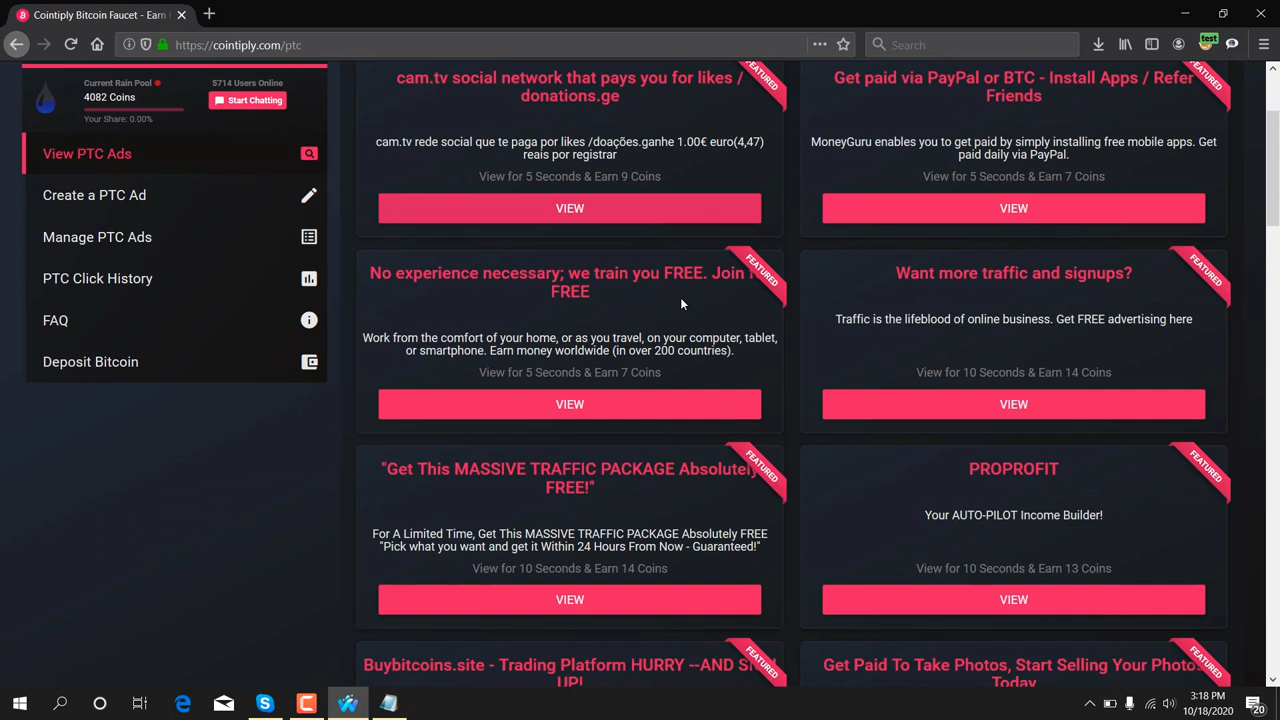 Cointiply Bitcoin Faucet - Earn
https://cointiply.com/ptc
Search
test
Current Rain Pool
4082 Coins
Your Share: 0.00%
5714 Users Online
Start Chatting
View PTC Ads
Create a PTC Ad
Manage PTC Ads
PTC Click History
FAQ
Deposit Bitcoin
cam.tv social network that pays you for likes /
donations.ge
FEATURED
cam.tv rede social que te paga por likes /doações.ganhe 1.00€ euro(4,47)
reais por registrar
View for 5 Seconds & Earn 9 Coins
VIEW
Get paid via PayPal or BTC - Install Apps / Refer
Friends
FEATURED
MoneyGuru enables you to get paid by simply installing free mobile apps. Get
paid daily via PayPal.
View for 5 Seconds & Earn 7 Coins
VIEW
No experience necessary; we train you FREE. Join
FREE
FEATURED
Work from the comfort of your home, or as you travel, on your computer, tablet,
or smartphone. Earn money worldwide (in over 200 countries).
View for 5 Seconds & Earn 7 Coins
VIEW
Want more traffic and signups?
FEATURED
Traffic is the lifeblood of online business. Get FREE advertising here
View for 10 Seconds & Earn 14 Coins
VIEW
"Get This MASSIVE TRAFFIC PACKAGE Absolutely
FREE!"
FEATURED
For A Limited Time, Get This MASSIVE TRAFFIC PACKAGE Absolutely FREE
"Pick what you want and get it Within 24 Hours From Now - Guaranteed!"
View for 10 Seconds & Earn 14 Coins
VIEW
PROPROFIT
FEATURED
Your AUTO-PILOT Income Builder!
View for 10 Seconds & Earn 13 Coins
VIEW
Buybitcoins.site - Trading Platform HURRY --AND
UP!
FEATURED
Get Paid To Take Photos, Start Selling Your Photos
Today
FEATURED
3:18 PM
10/18/2020
20